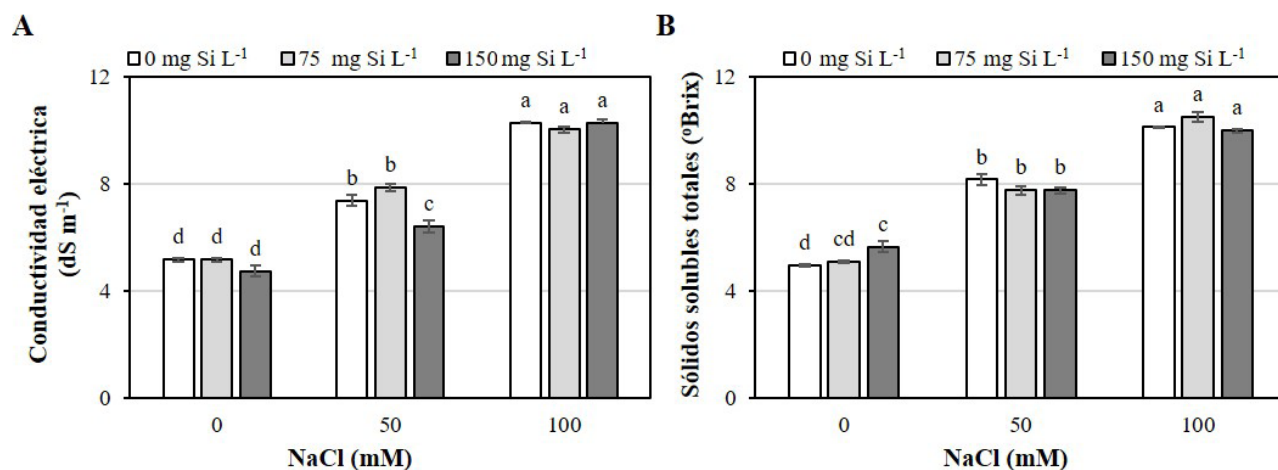 A
0 mg Si L⁻¹ 75 mg Si L⁻¹ 150 mg Si L⁻¹
Conductividad eléctrica
(dS m⁻¹)
12
8
4
0
d d d
b b c
a a a
0 50 100
NaCl (mM)
B
0 mg Si L⁻¹ 75 mg Si L⁻¹ 150 mg Si L⁻¹
Sólidos solubles totales (ºBrix)
12
8
4
0
d cd c
b b b
a a a
0 50 100
NaCl (mM)